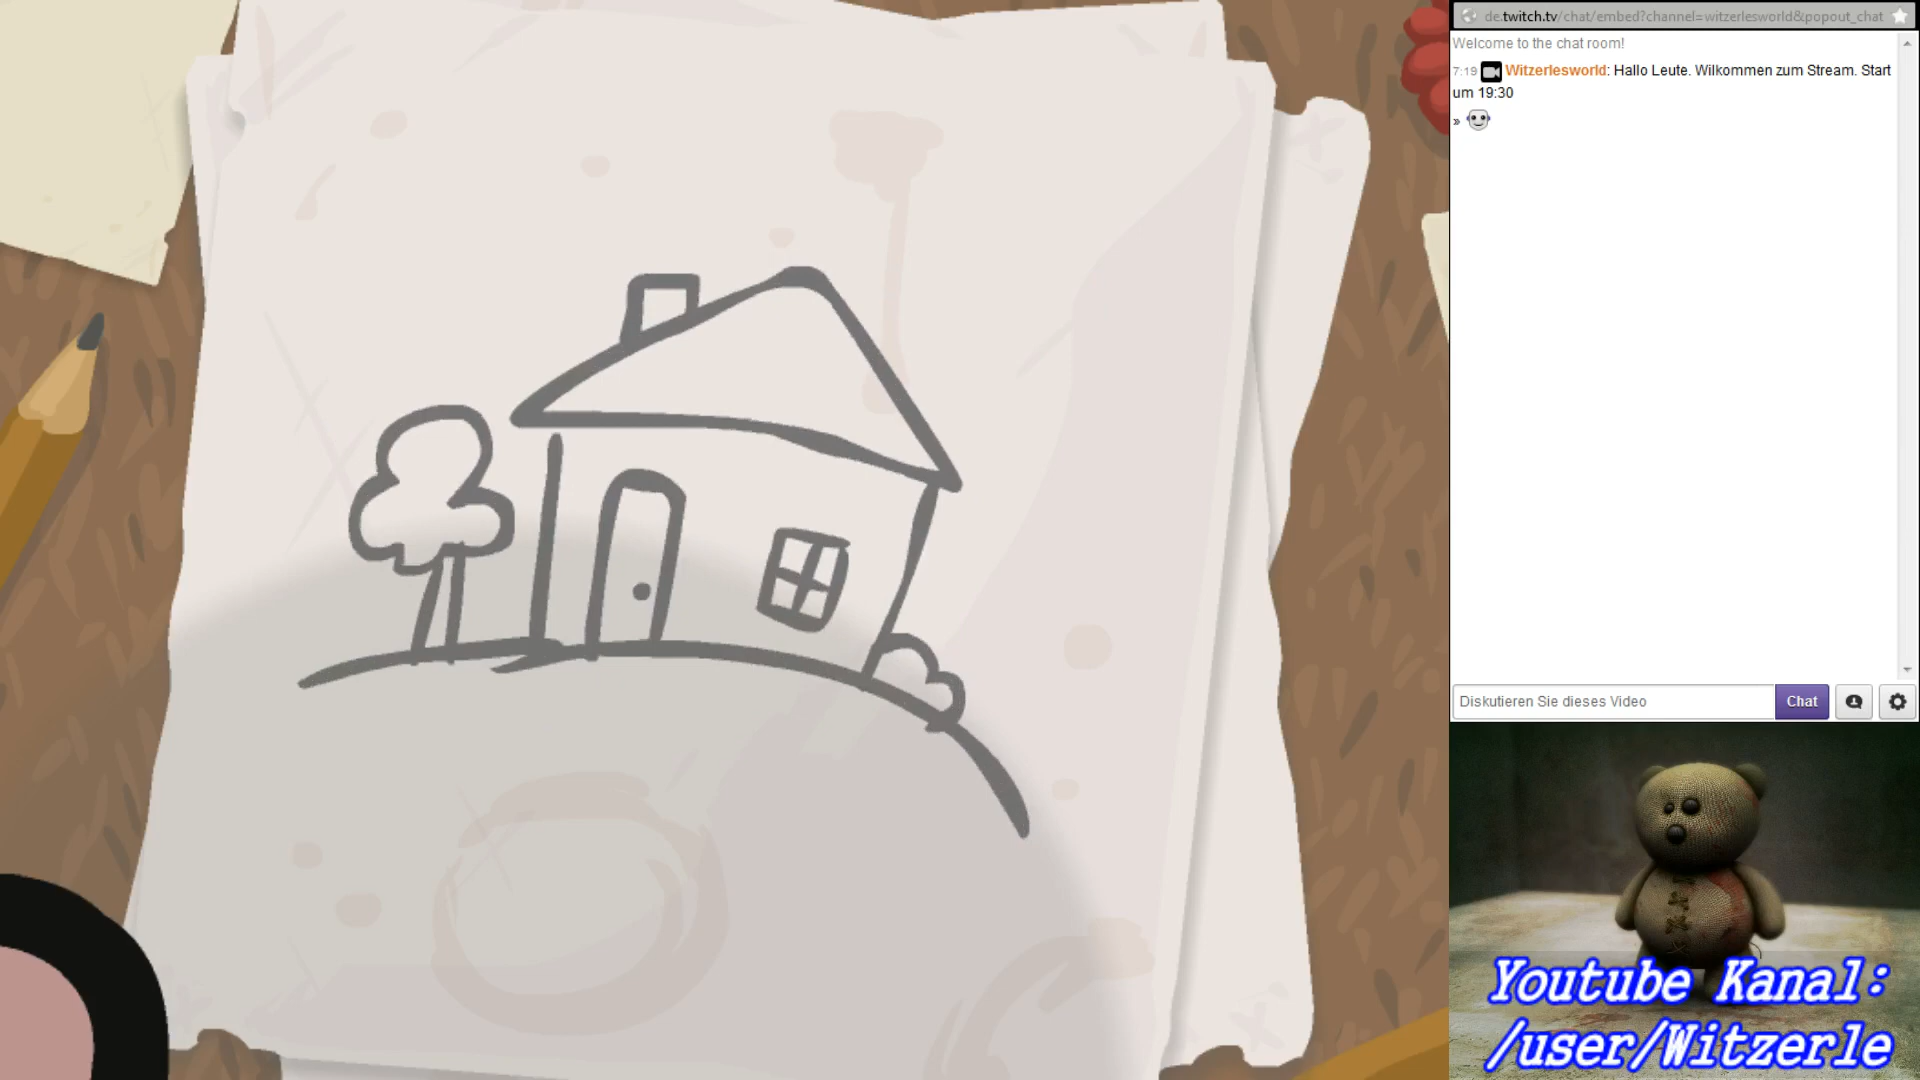 de.twitch.tv/chat/embed?channel=witzerlesworld&popout_chat
Welcome to the chat room!
7:19 Witzerlesworld: Hallo Leute. Wilkommen zum Stream. Start
um 19:30
»
Diskutieren Sie dieses Video
Chat
Youtube Kanal:
/user/Witzerle